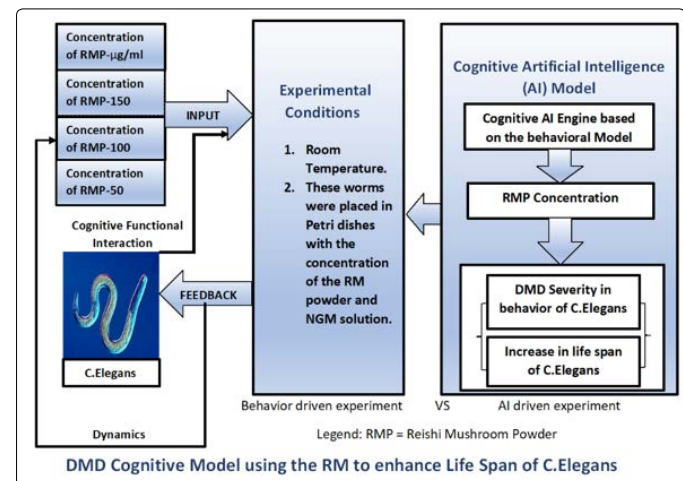 Concentration
of RMP-µg/ml
Concentration
of RMP-150
Concentration
of RMP-100
Concentration
of RMP-50
INPUT
Cognitive Functional
Interaction
FEEDBACK
C.Elegans
Dynamics
Experimental
Conditions
1. Room
Temperature.
2. These worms
were placed in
Petri dishes
with the
concentration
of the RM
powder and
NGM solution.
Cognitive Artificial Intelligence
(AI) Model
Cognitive AI Engine based
on the behavioral Model
RMP Concentration
DMD Severity in
behavior of C.Elegans
Increase in life span
of C.Elegans
Behavior driven experiment VS AI driven experiment
Legend: RMP = Reishi Mushroom Powder
DMD Cognitive Model using the RM to enhance Life Span of C.Elegans